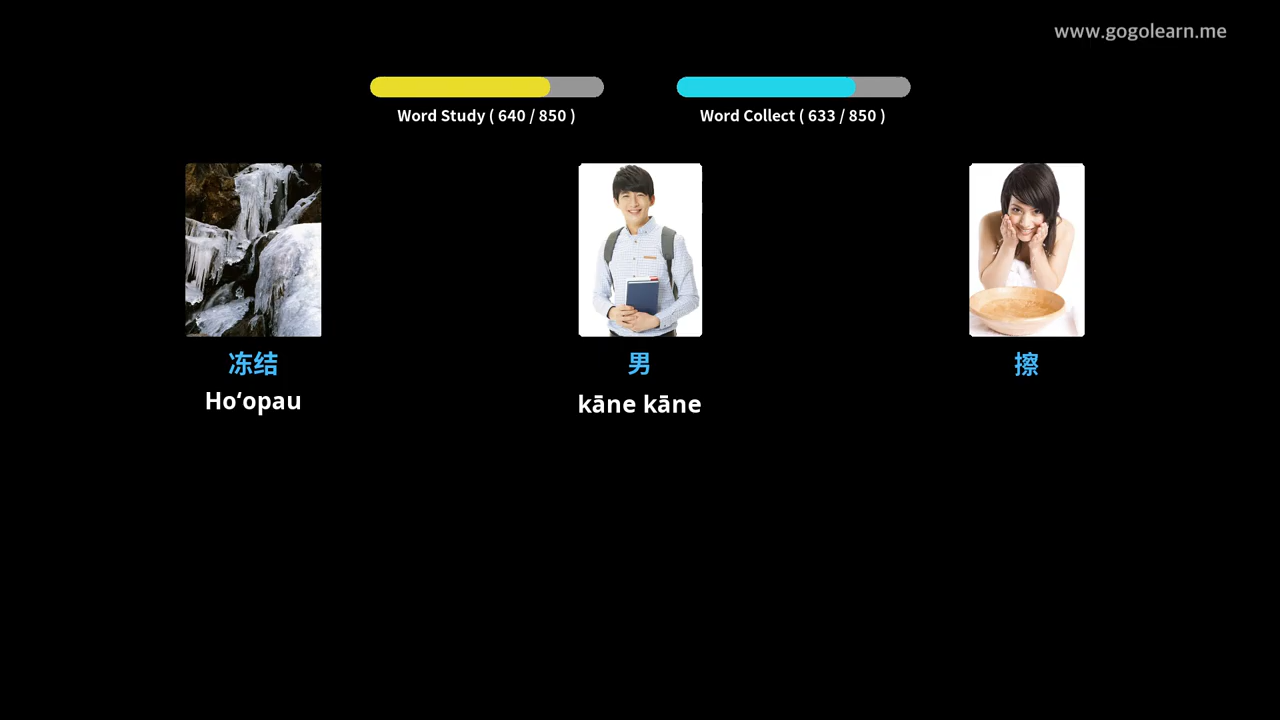 www.gogolearn.me
Word Study ( 640 / 850 )
Word Collect ( 633 / 850 )
冻结
男
擦
Hoʻopau
kāne kāne